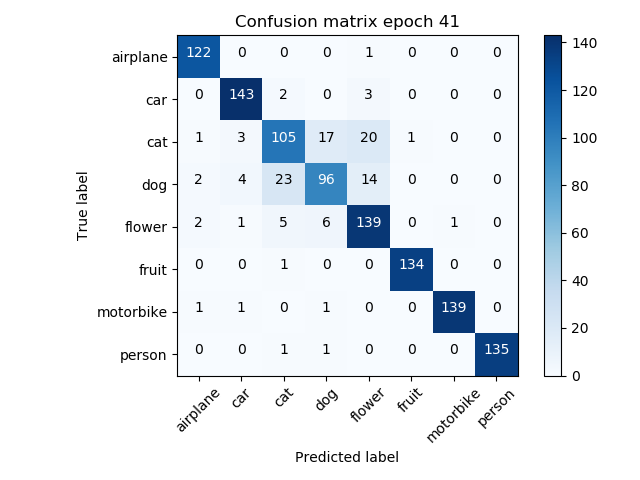 Confusion matrix epoch 41
True label
airplane 122 0 0 0 1 0 0 0
car 0 143 2 0 3 0 0 0
cat 1 3 105 17 20 1 0 0
dog 2 4 23 96 14 0 0 0
flower 2 1 5 6 139 0 1 0
fruit 0 0 1 0 0 134 0 0
motorbike 1 1 0 1 0 0 139 0
person 0 0 1 1 0 0 0 135
airplane car cat dog flower fruit motorbike person
Predicted label
140
120
100
80
60
40
20
0